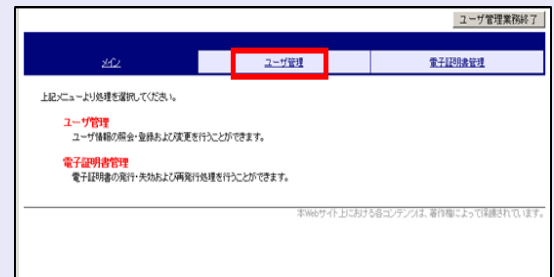 ユーザ管理業務終了
メイン
ユーザ管理
電子証明書管理
上記メニューより処理を選択してください。
ユーザ管理
ユーザ情報の照会・登録および変更を行うことができます。
電子証明書管理
電子証明書の発行・失効および再発行処理を行うことができます。
本Webサイト上における各コンテンツは、著作権によって保護されています。